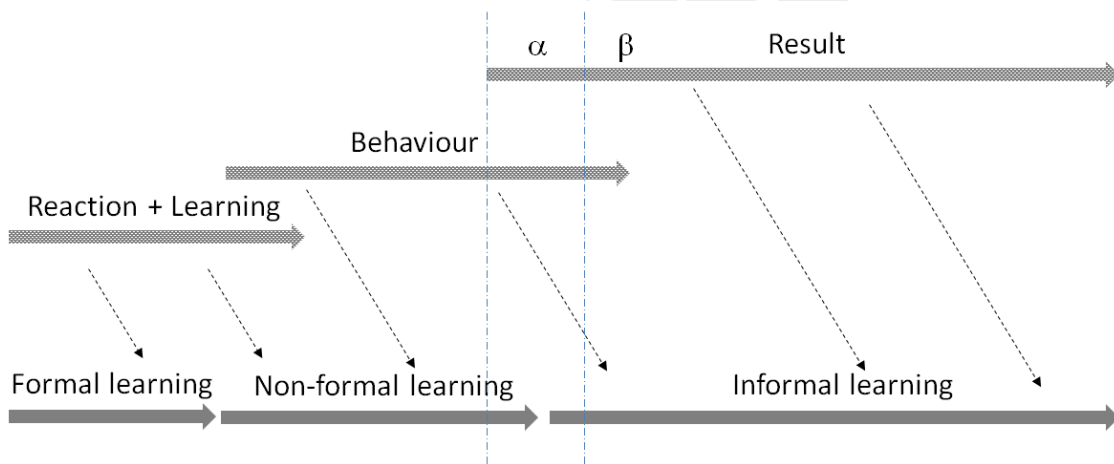 α β Result
Behaviour
Reaction + Learning
Formal learning Non-formal learning Informal learning